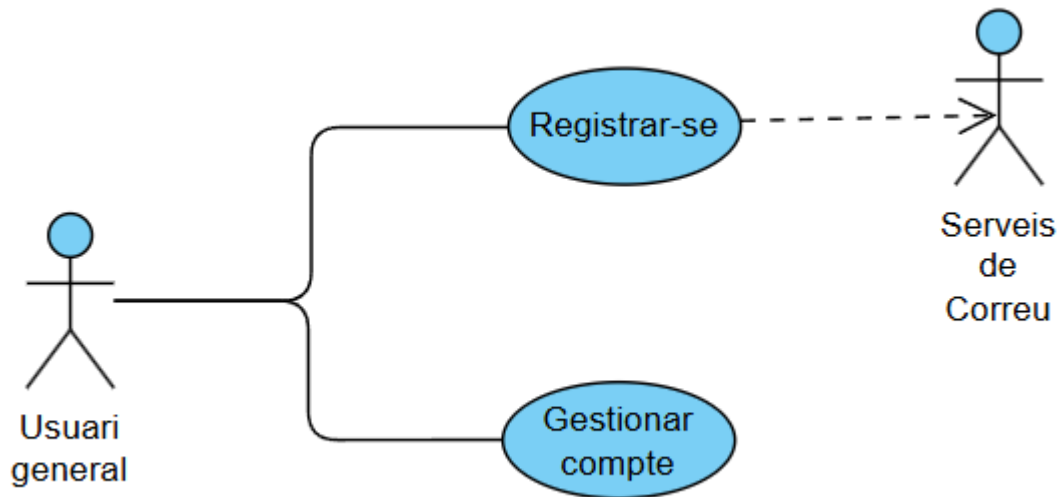 Registrar-se
Serveis
de
Correu
Usuari
general
Gestionar
compte